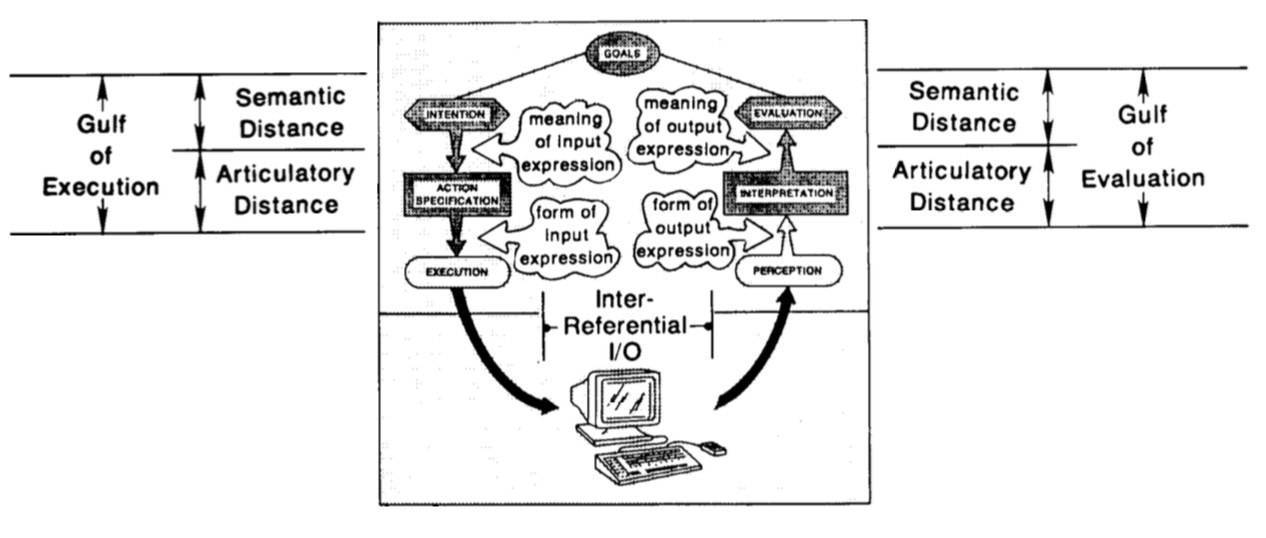 GOALS
Gulf
of
Execution
Semantic
Distance
Articulatory
Distance
INTENTION
meaning
of input
expression
ACTION
SPECIFICATION
form of
input
expression
EXECUTION
meaning
of output
expression
EVALUATION
INTERPRETATION
form of
output
expression
PERCEPTION
Inter-
Referential
I/O
Semantic
Distance
Articulatory
Distance
Gulf
of
Evaluation